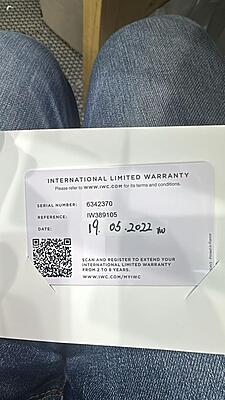 INTERNATIONAL LIMITED WARRANTY
Please refer to WWW.IWC.COM for its terms and conditions.
SERIAL NUMBER: 6342370
REFERENCE: IW389105
DATE: 19. 05. 2022
SCAN AND REGISTER TO EXTEND YOUR
INTERNATIONAL LIMITED WARRANTY
FROM 2 TO 8 YEARS.
WWW.IWC.COM/MYIWC